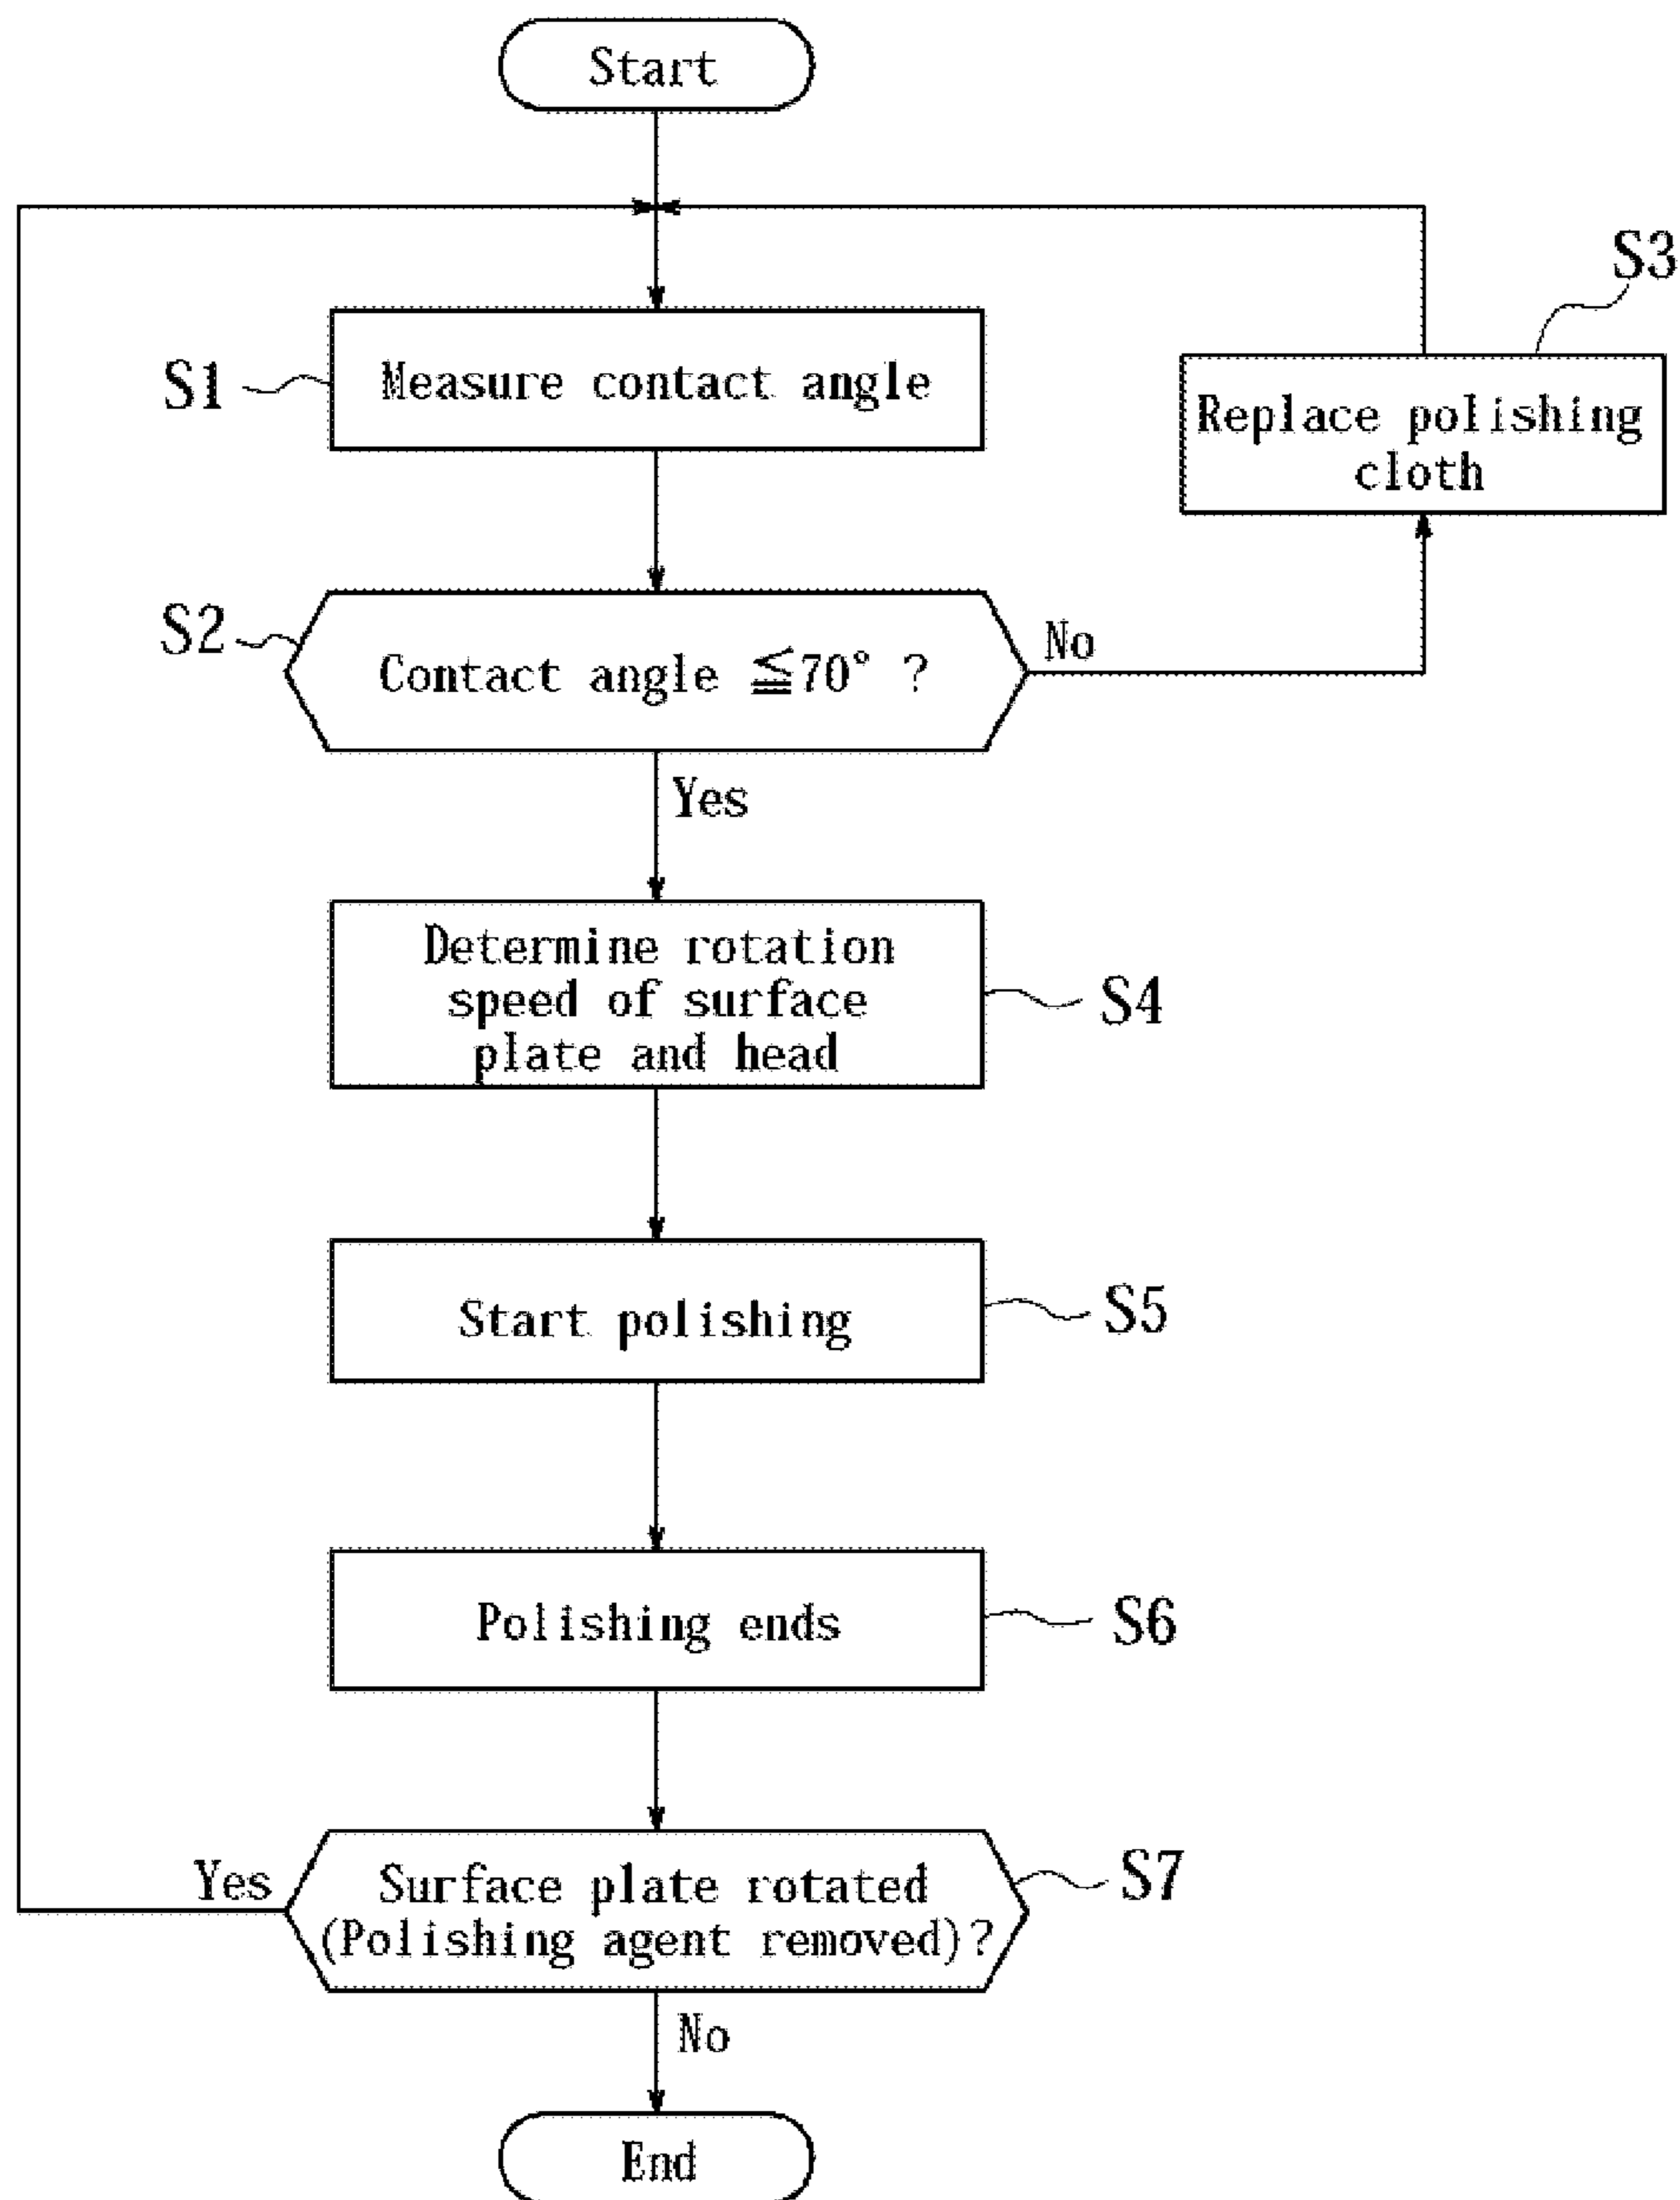 Start
S3
S1
Measure contact angle
Replace polishing
cloth
S2
Contact angle ≦70° ?
No
Yes
Determine rotation
speed of surface
plate and head
S4
Start polishing
S5
Polishing ends
S6
Yes
Surface plate rotated
(Polishing agent removed)?
S7
No
End